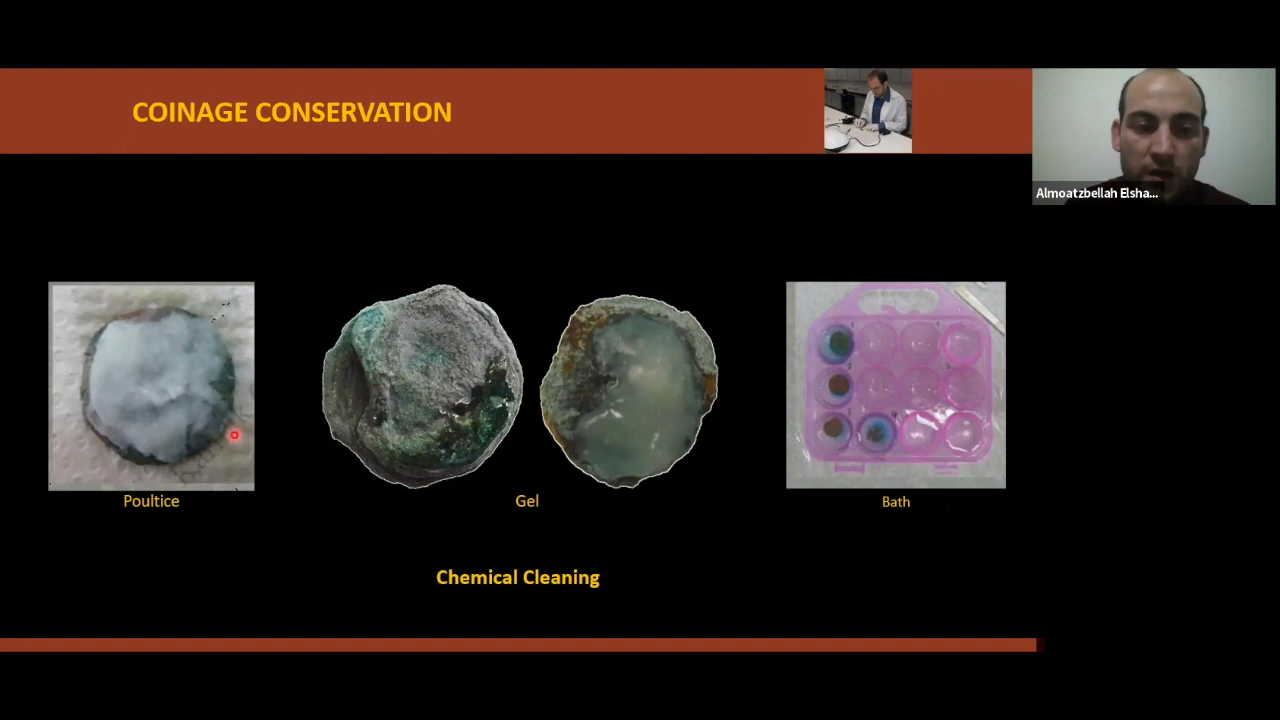 COINAGE CONSERVATION
Almoatzbellah Elsha...
Poultice
Gel
Bath
Chemical Cleaning